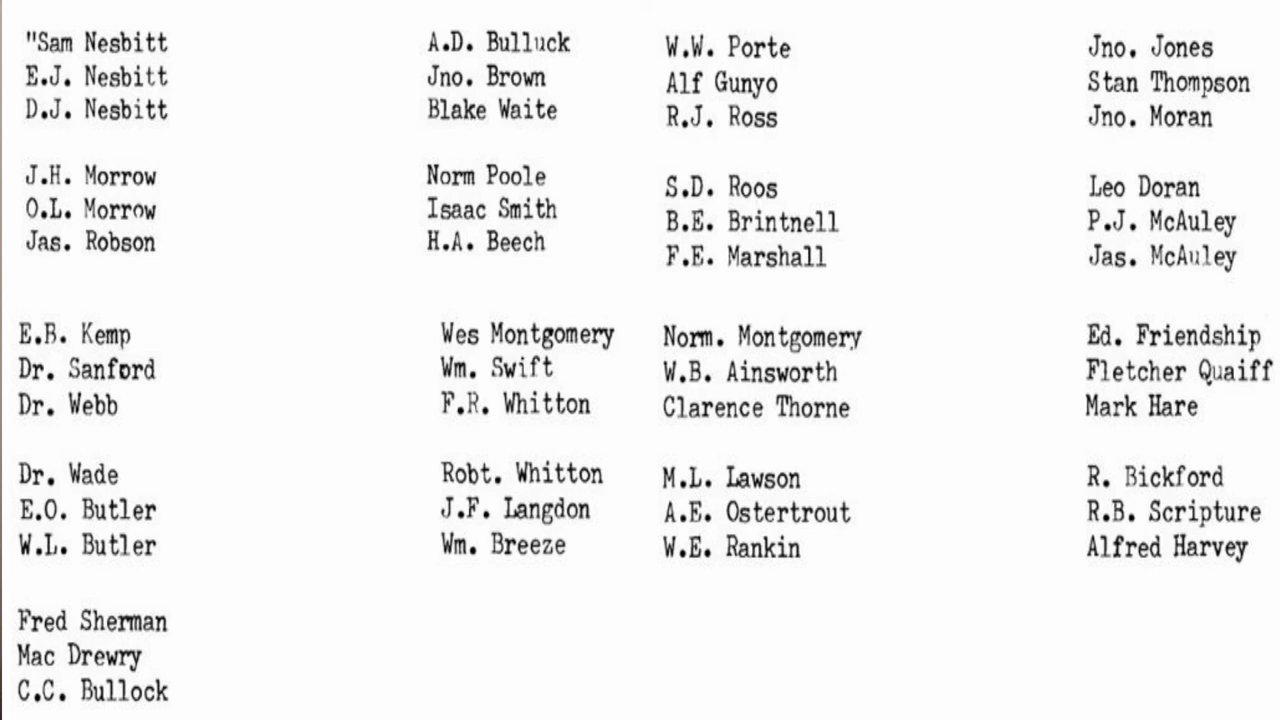 "Sam Nesbitt
E.J. Nesbitt
D.J. Nesbitt
J.H. Morrow
O.L. Morrow
Jas. Robson
E.B. Kemp
Dr. Sanford
Dr. Webb
Dr. Wade
E.O. Butler
W.L. Butler
Fred Sherman
Mac Drewry
C.C. Bullock
A.D. Bulluck
Jno. Brown
Blake Waite
Norm Poole
Isaac Smith
H.A. Beech
Wes Montgomery
Wm. Swift
F.R. Whitton
Robt. Whitton
J.F. Langdon
Wm. Breeze
W.W. Porte
Alf Gunyo
R.J. Ross
S.D. Roos
B.E. Brintnell
F.E. Marshall
Norm. Montgomery
W.B. Ainsworth
Clarence Thorne
M.L. Lawson
A.E. Ostertrout
W.E. Rankin
Jno. Jones
Stan Thompson
Jno. Moran
Leo Doran
P.J. McAuley
Jas. McAuley
Ed. Friendship
Fletcher Quaiff
Mark Hare
R. Bickford
R.B. Scripture
Alfred Harvey